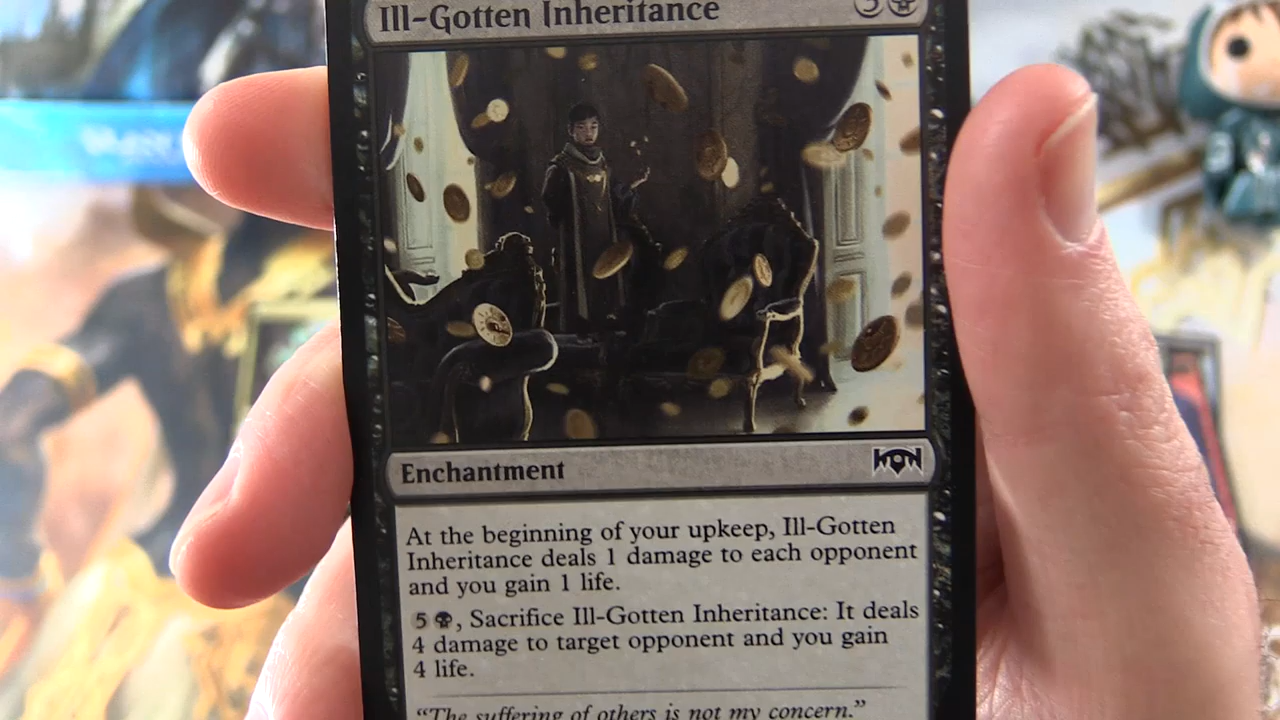 Ill-Gotten Inheritance 3
Enchantment
At the beginning of your upkeep, Ill-Gotten
Inheritance deals 1 damage to each opponent
and you gain 1 life.
5, Sacrifice Ill-Gotten Inheritance: It deals
4 damage to target opponent and you gain
4 life.
“The suffering of others is not my concern.”